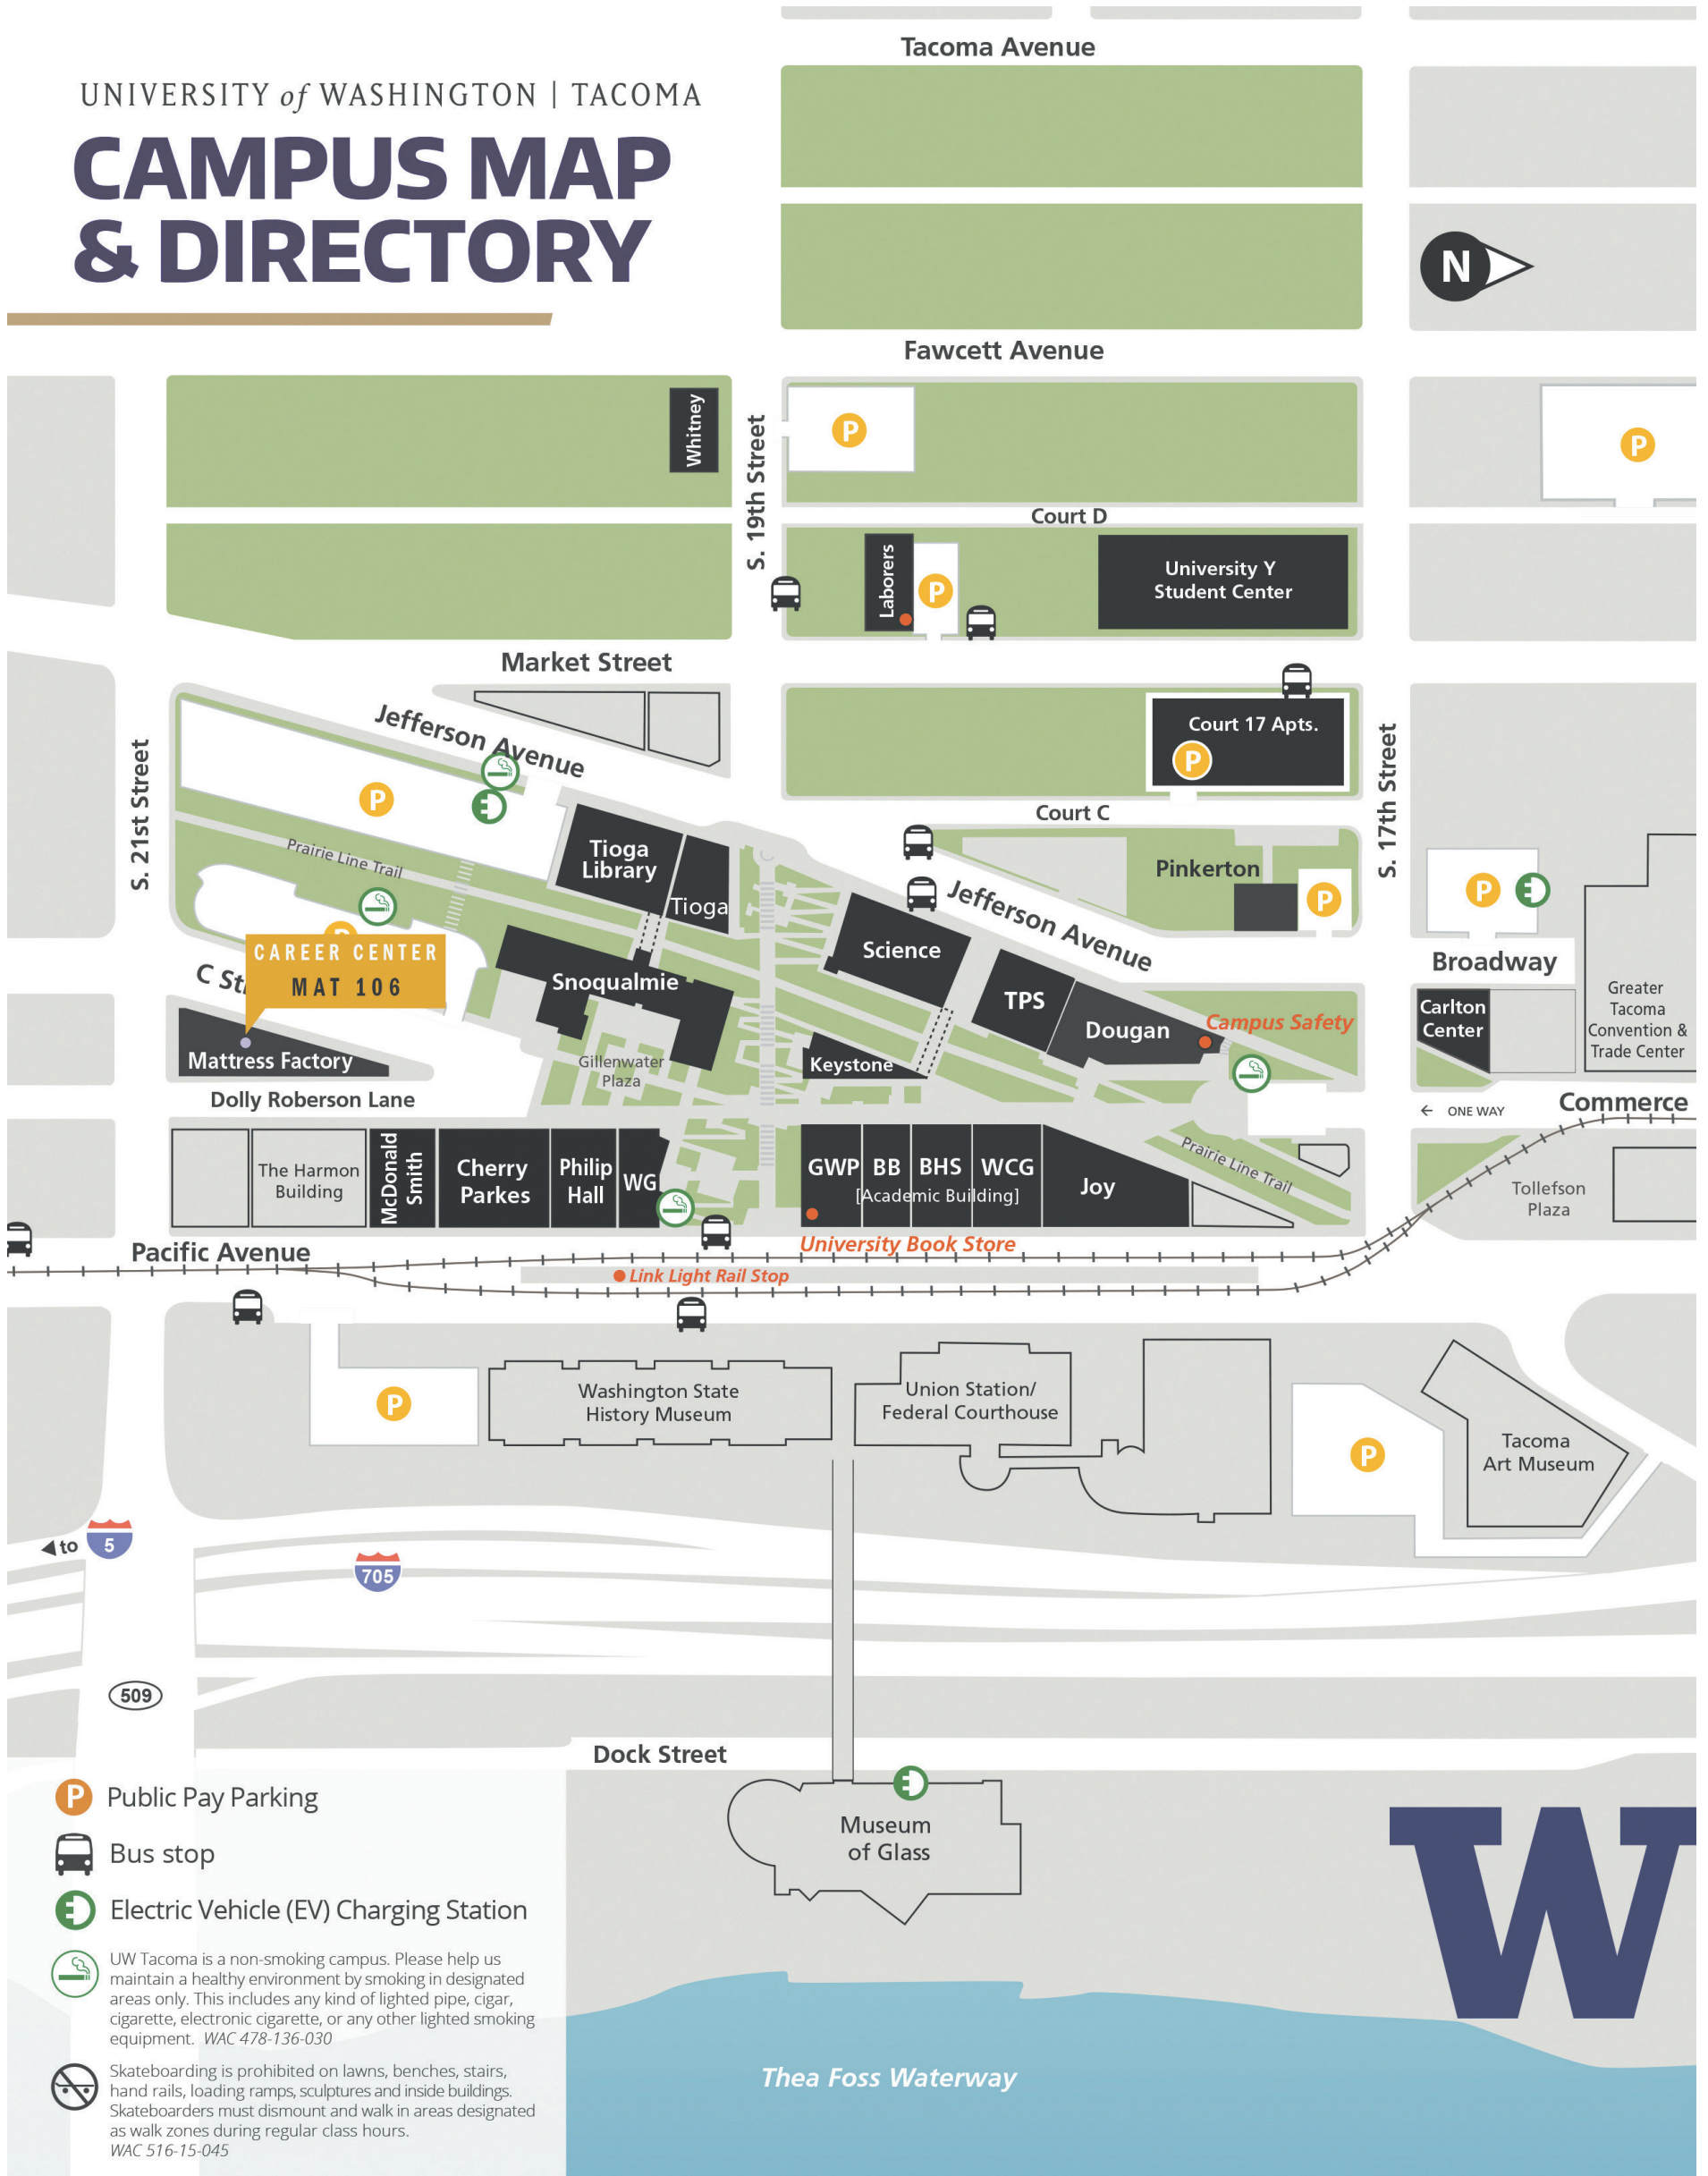 Tacoma Avenue
UNIVERSITY of WASHINGTON | TACOMA
CAMPUS MAP
& DIRECTORY
N
Fawcett Avenue
Whitney
S. 19th Street
P
P
Court D
Laborers
P
University Y
Student Center
Market Street
Jefferson Avenue
Court 17 Apts.
P
S. 21st Street
S. 17th Street
P
Court C
Prairie Line Trail
Tioga
Library
Tioga
Pinkerton
P
P
Jefferson Avenue
Science
Broadway
CAREER CENTER
MAT 106
C St
Snoqualmie
TPS
Dougan
Campus Safety
Carlton
Center
Greater
Tacoma
Convention &
Trade Center
Mattress Factory
Gillenwater
Plaza
Keystone
Dolly Roberson Lane
← ONE WAY
Commerce
The Harmon
Building
McDonald
Smith
Cherry
Parkes
Philip
Hall
WG
GWP
BB
BHS
WCG
[Academic Building]
Joy
Prairie Line Trail
Tollefson
Plaza
Pacific Avenue
University Book Store
Link Light Rail Stop
P
Washington State
History Museum
Union Station/
Federal Courthouse
P
Tacoma
Art Museum
to 5
705
509
Dock Street
Museum
of Glass
P Public Pay Parking
Bus stop
Electric Vehicle (EV) Charging Station
UW Tacoma is a non-smoking campus. Please help us
maintain a healthy environment by smoking in designated
areas only. This includes any kind of lighted pipe, cigar,
cigarette, electronic cigarette, or any other lighted smoking
equipment. WAC 478-136-030
Skateboarding is prohibited on lawns, benches, stairs,
hand rails, loading ramps, sculptures and inside buildings.
Skateboarders must dismount and walk in areas designated
as walk zones during regular class hours.
WAC 516-15-045
Thea Foss Waterway
W